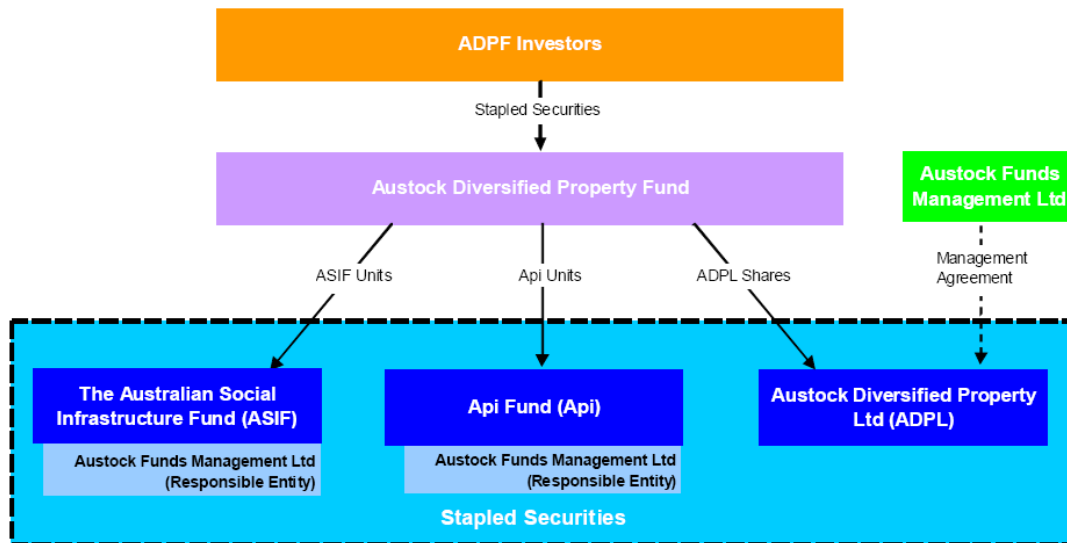 ADPF Investors
Stapled Securities
Austock Diversified Property Fund
Austock Funds
Management Ltd
ASIF Units
Api Units
ADPL Shares
Management
Agreement
The Australian Social
Infrastructure Fund (ASIF)
Austock Funds Management Ltd
(Responsible Entity)
Api Fund (Api)
Austock Funds Management Ltd
(Responsible Entity)
Austock Diversified Property
Ltd (ADPL)
Stapled Securities